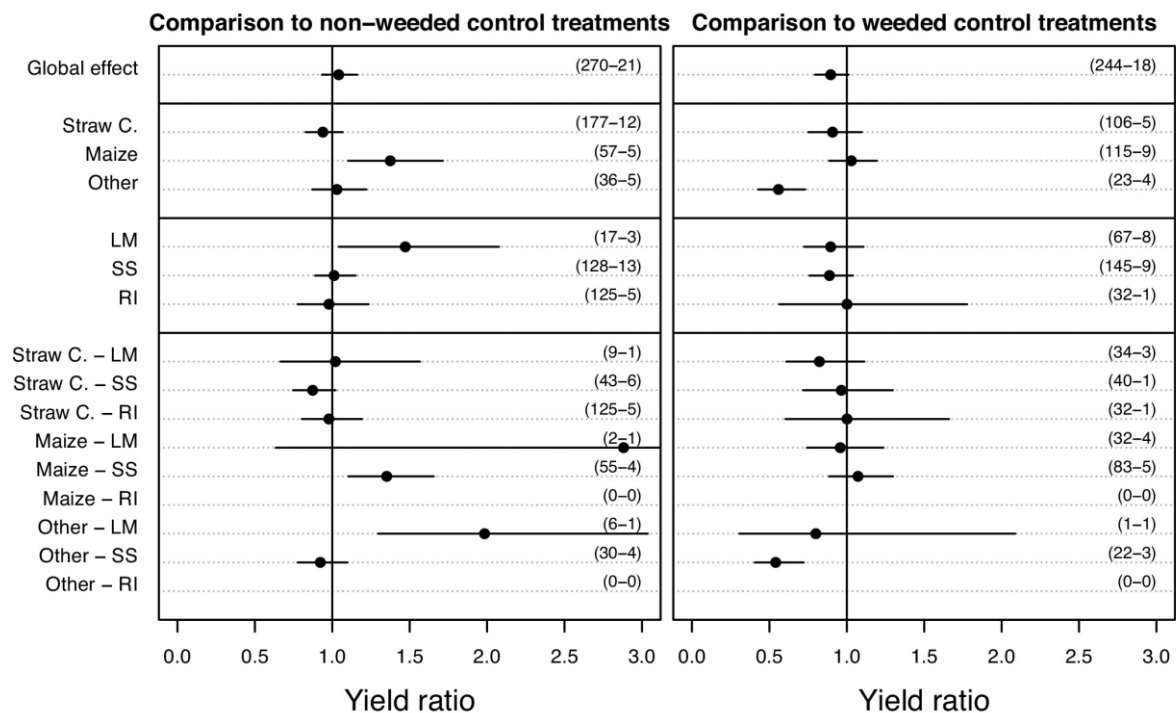 Comparison to non–weeded control treatments Comparison to weeded control treatments
Global effect (270–21) (244–18)
Straw C. (177–12) (106–5)
Maize (57–5) (115–9)
Other (36–5) (23–4)
LM (17–3) (67–8)
SS (128–13) (145–9)
RI (125–5) (32–1)
Straw C. – LM (9–1) (34–3)
Straw C. – SS (43–6) (40–1)
Straw C. – RI (125–5) (32–1)
Maize – LM (2–1) (32–4)
Maize – SS (55–4) (83–5)
Maize – RI (0–0) (0–0)
Other – LM (6–1) (1–1)
Other – SS (30–4) (22–3)
Other – RI (0–0) (0–0)
0.0 0.5 1.0 1.5 2.0 2.5 3.0 0.0 0.5 1.0 1.5 2.0 2.5 3.0
Yield ratio Yield ratio